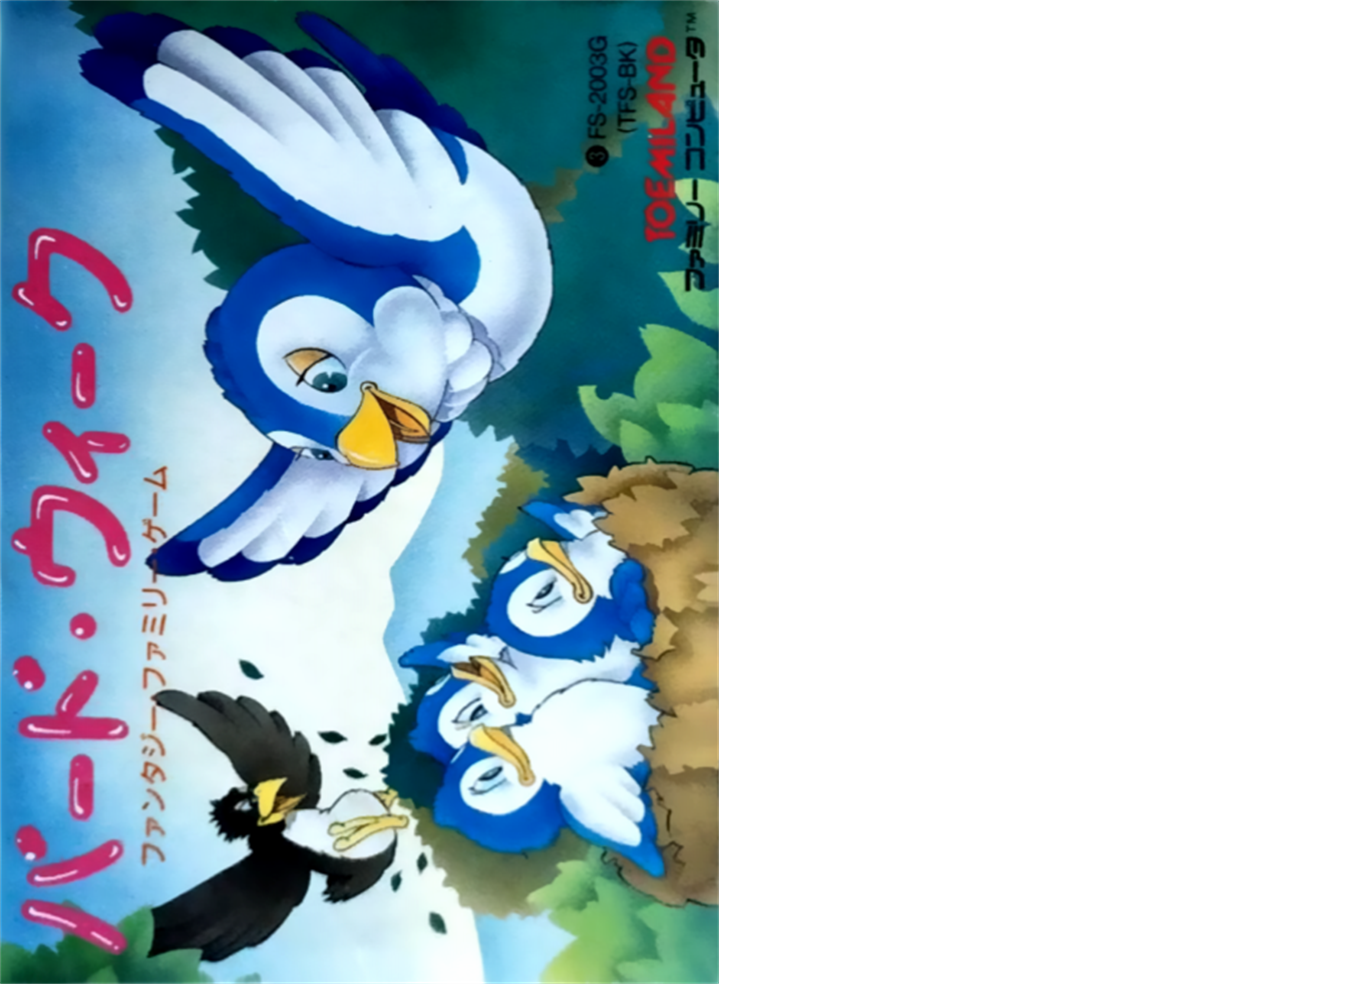 バード・ウィーク
ファンタジーファミリーゲーム
❸ FS-2003G
(TFS-BK)
TOEMILAND
ファミリー コンピュータ™